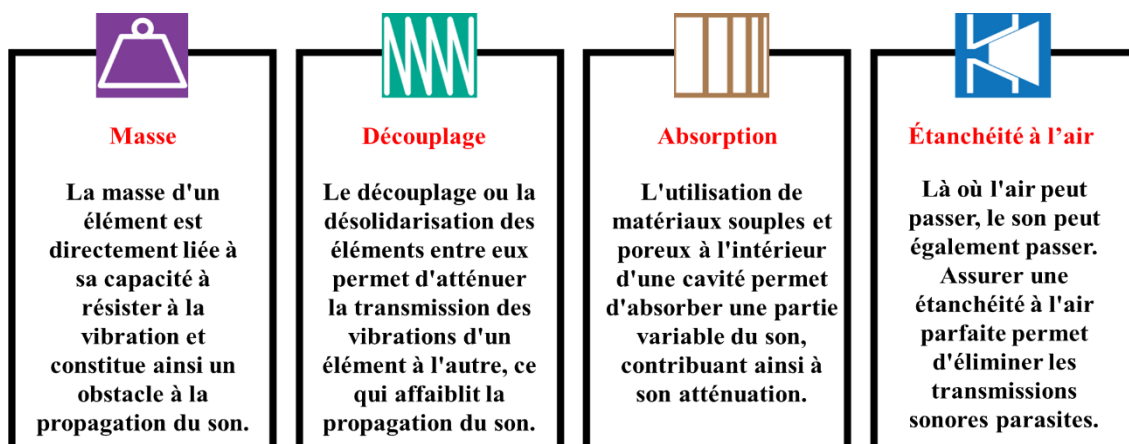 Masse
La masse d'un
élément est
directement liée à
sa capacité à
résister à la
vibration et
constitue ainsi un
obstacle à la
propagation du son.
Découplage
Le découplage ou la
désolidarisation des
éléments entre eux
permet d'atténuer
la transmission des
vibrations d'un
élément à l'autre, ce
qui affaiblit la
propagation du son.
Absorption
L'utilisation de
matériaux souples et
poreux à l'intérieur
d'une cavité permet
d'absorber une partie
variable du son,
contribuant ainsi à
son atténuation.
Étanchéité à l’air
Là où l'air peut
passer, le son peut
également passer.
Assurer une
étanchéité à l'air
parfaite permet
d'éliminer les
transmissions
sonores parasites.